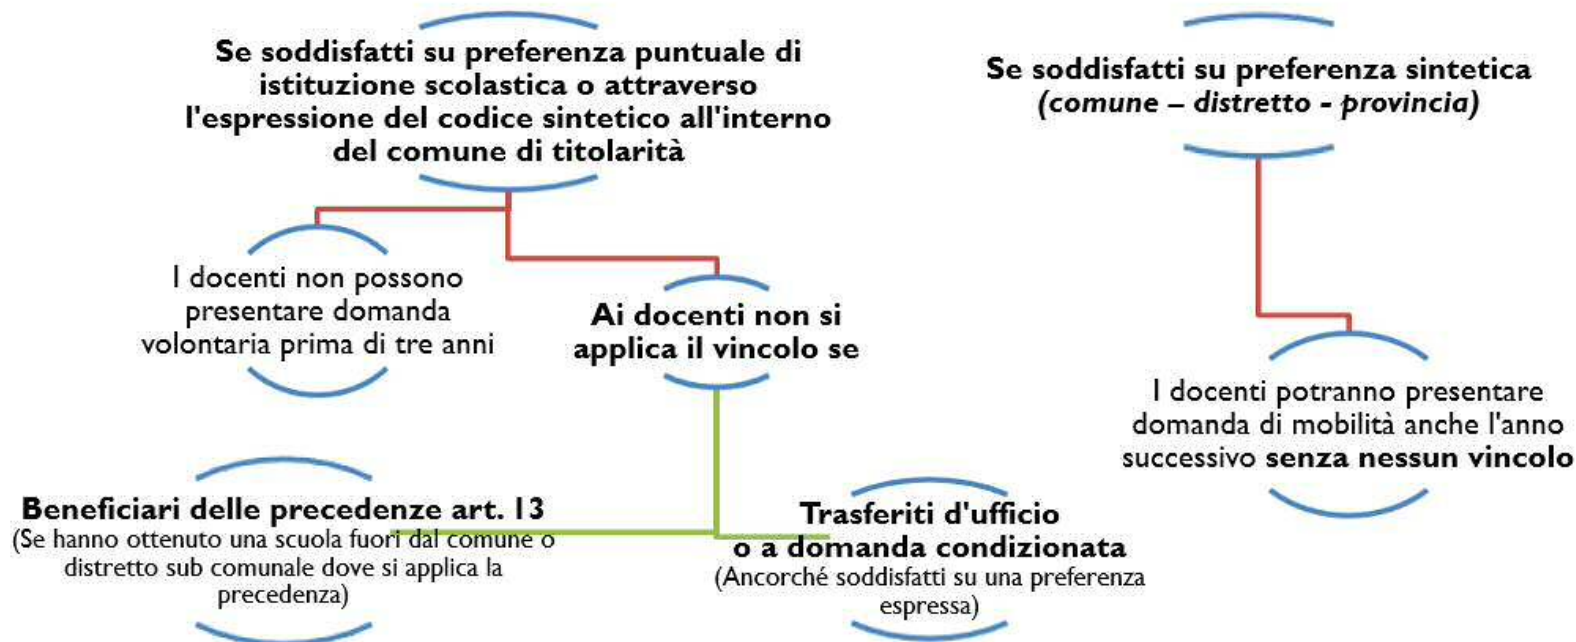 Se soddisfatti su preferenza puntuale di
istituzione scolastica o attraverso
l'espressione del codice sintetico all'interno
del comune di titolarità
Se soddisfatti su preferenza sintetica
(comune – distretto - provincia)
I docenti non possono
presentare domanda
volontaria prima di tre anni
Ai docenti non si
applica il vincolo se
I docenti potranno presentare
domanda di mobilità anche l'anno
successivo senza nessun vincolo
Beneficiari delle precedenze art. 13
(Se hanno ottenuto una scuola fuori dal comune o
distretto sub comunale dove si applica la
precedenza)
Trasferiti d'ufficio
o a domanda condizionata
(Ancorché soddisfatti su una preferenza
espressa)